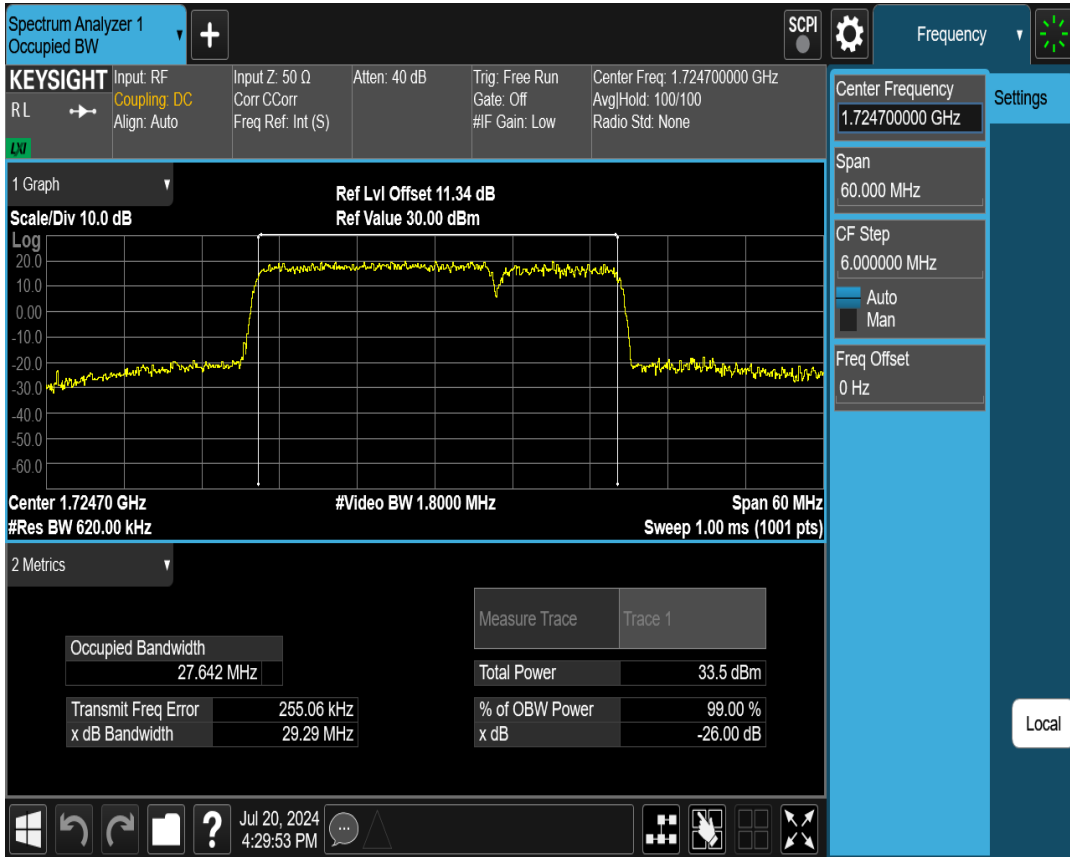 Spectrum Analyzer 1
Occupied BW
+
SCPI
Frequency
KEYSIGHT
RL
LXI
Input: RF
Coupling: DC
Align: Auto
Input Z: 50 Ω
Corr CCorr
Freq Ref: Int (S)
Atten: 40 dB
Trig: Free Run
Gate: Off
#IF Gain: Low
Center Freq: 1.724700000 GHz
Avg|Hold: 100/100
Radio Std: None
Center Frequency
1.724700000 GHz
Settings
Span
60.000 MHz
CF Step
6.000000 MHz
Auto
Man
Freq Offset
0 Hz
Local
1 Graph
Ref Lvl Offset 11.34 dB
Scale/Div 10.0 dB
Ref Value 30.00 dBm
Log
20.0
10.0
0.00
-10.0
-20.0
-30.0
-40.0
-50.0
-60.0
Center 1.72470 GHz
#Video BW 1.8000 MHz
Span 60 MHz
#Res BW 620.00 kHz
Sweep 1.00 ms (1001 pts)
2 Metrics
Measure Trace Trace 1
Occupied Bandwidth
27.642 MHz
Total Power 33.5 dBm
Transmit Freq Error 255.06 kHz
% of OBW Power 99.00 %
x dB Bandwidth 29.29 MHz
x dB -26.00 dB
?
Jul 20, 2024
4:29:53 PM